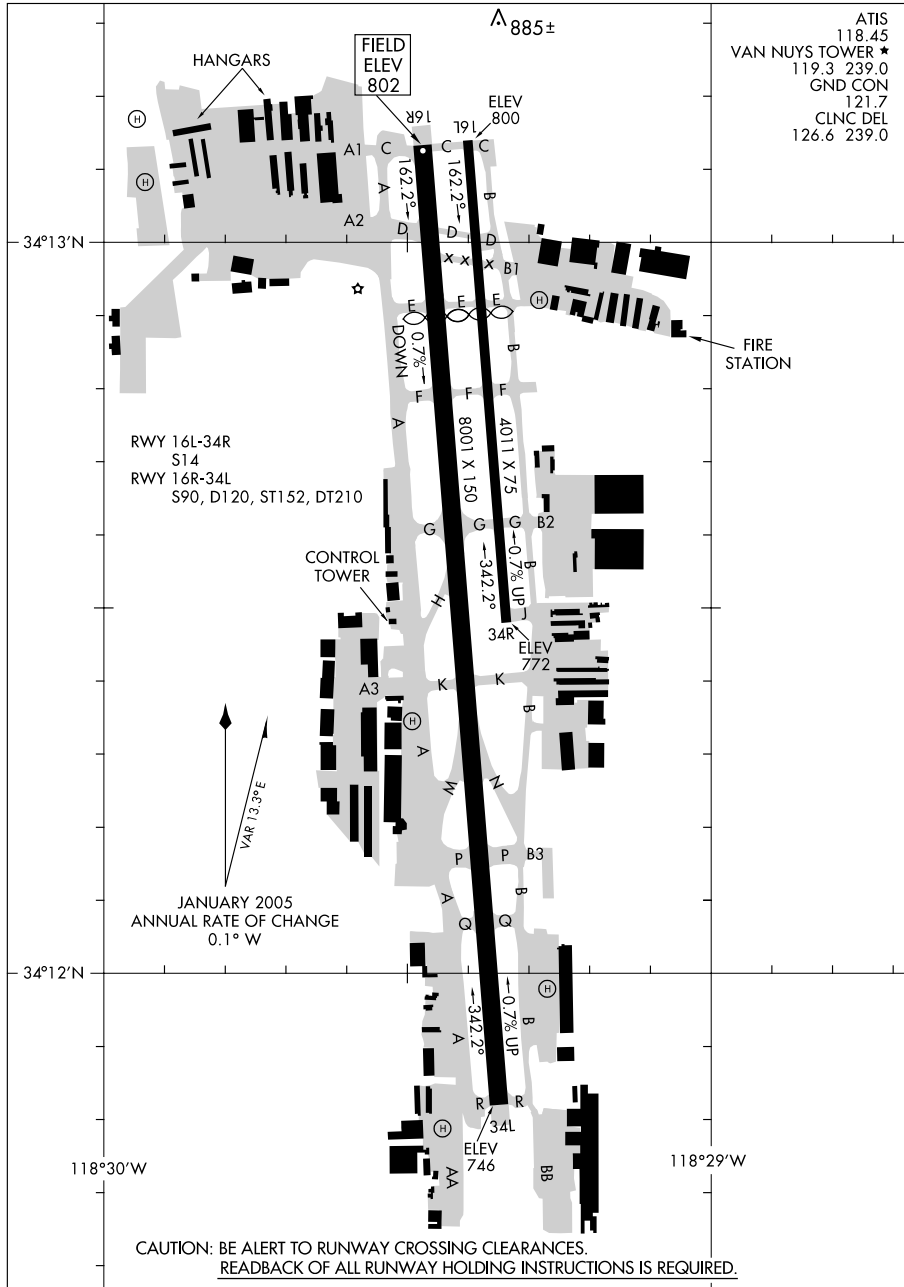 885±
ATIS
118.45
VAN NUYS TOWER ★
119.3 239.0
GND CON
121.7
CLNC DEL
126.6 239.0
FIELD
ELEV
802
HANGARS
ELEV
800
16R
16L
H
H
A1
C
C
C
A
162.2°
162.2°
B
A2
D
D
D
34°13'N
X X X
B1
E
E
E
H
0.7%
DOWN
B
FIRE
STATION
F
F
F
A
8001 X 150
4011 X 75
RWY 16L-34R
S14
RWY 16R-34L
S90, D120, ST152, DT210
G
G
G
B2
342.2°
0.7% UP
B
CONTROL
TOWER
H
J
34R
ELEV
772
A3
K
K
H
B
A
VAR 13.3° E
M
N
P
P
B3
JANUARY 2005
ANNUAL RATE OF CHANGE
0.1° W
A
B
Q
Q
34°12'N
H
342.2°
0.7% UP
A
B
R
R
34L
H
ELEV
746
118°30'W
118°29'W
AA
BB
CAUTION: BE ALERT TO RUNWAY CROSSING CLEARANCES.
READBACK OF ALL RUNWAY HOLDING INSTRUCTIONS IS REQUIRED.